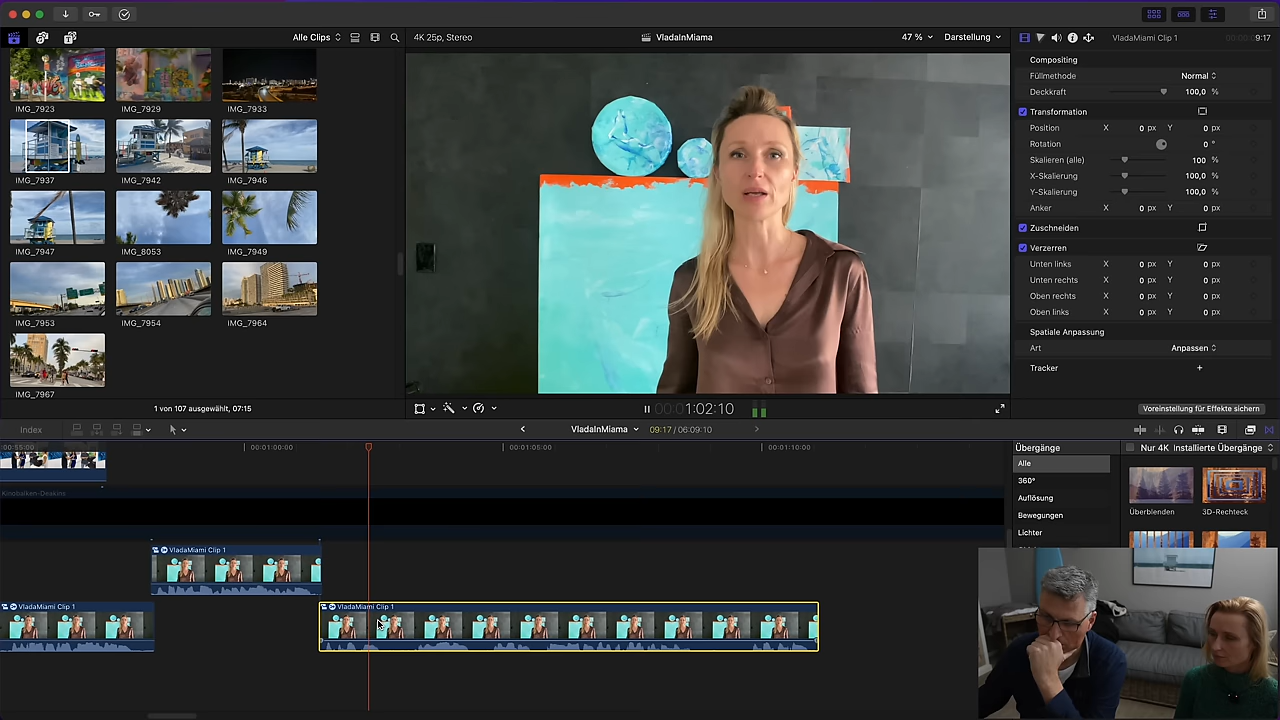 Alle Clips
4K 25p, Stereo
VladaInMiama
47 %
Darstellung
VladaMiami Clip 1
9:17
IMG_7923
IMG_7929
IMG_7933
IMG_7937
IMG_7942
IMG_7946
IMG_7947
IMG_8053
IMG_7949
IMG_7953
IMG_7954
IMG_7964
IMG_7967
1 von 107 ausgewählt, 07:15
1:02:10
Compositing
Füllmethode Normal
Deckkraft 100,0 %
Transformation
Position X 0 px Y 0 px
Rotation 0 °
Skalieren (alle) 100 %
X-Skalierung 100,0 %
Y-Skalierung 100,0 %
Anker X 0 px Y 0 px
Zuschneiden
Verzerren
Unten links X 0 px Y 0 px
Unten rechts X 0 px Y 0 px
Oben rechts X 0 px Y 0 px
Oben links X 0 px Y 0 px
Spatiale Anpassung
Art Anpassen
Tracker +
Voreinstellung für Effekte sichern
Index
VladaInMiama
09:17 / 06:09:10
00:55:00
00:01:00:00
00:01:05:00
00:01:10:00
Kinobalken-Deakins
VladaMiami Clip 1
VladaMiami Clip 1
VladaMiami Clip 1
Übergänge
Nur 4K Installierte Übergänge
Alle
360°
Auflösung
Bewegungen
Lichter
Überblenden
3D-Rechteck